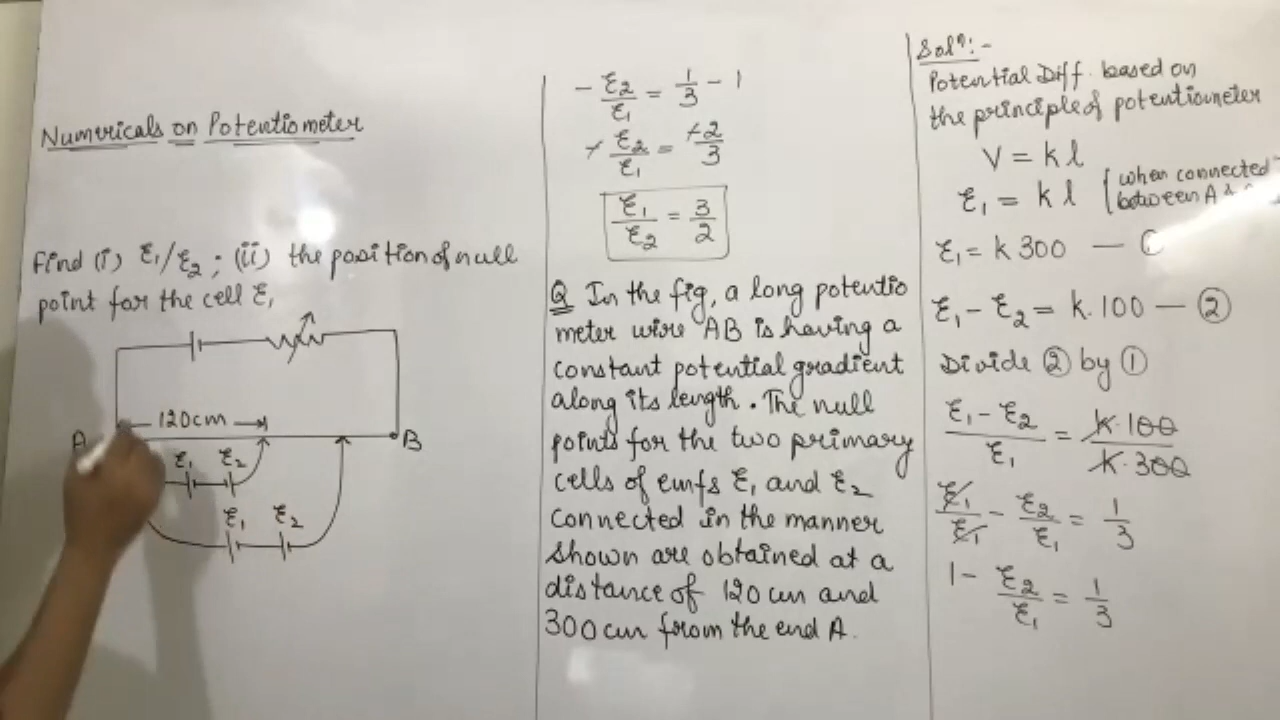 Numericals on Potentiometer
Find (i) ε₁/ε₂ ; (ii) the position of null
point for the cell ε₁
120cm
A
B
ε₁ ε₂
ε₁ ε₂
- ε₂/ε₁ = 1/3 - 1
+ ε₂/ε₁ = +2/3
ε₁/ε₂ = 3/2
Q In the fig, a long potentio
meter wire AB is having a
constant potential gradient
along its length. The null
points for the two primary
cells of emfs ε₁ and ε₂
connected in the manner
shown are obtained at a
distance of 120 cm and
300 cm from the end A.
Solⁿ:-
Potential Diff. based on
the principle of potentiometer
V = kl
ε₁ = kl (when connected
between A &
ε₁ = k 300 —
ε₁ - ε₂ = k.100 — ②
Divide ② by ①
ε₁ - ε₂/ε₁ = k.100/k.300
ε₁/ε₁ - ε₂/ε₁ = 1/3
1 - ε₂/ε₁ = 1/3